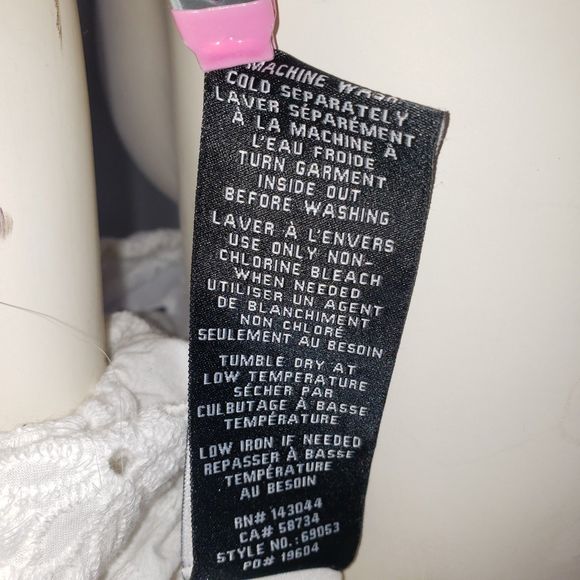 MACHINE WASH
COLD SEPARATELY
LAVER SÉPARÉMENT
À LA MACHINE À
L'EAU FROIDE
TURN GARMENT
INSIDE OUT
BEFORE WASHING
LAVER À L'ENVERS
USE ONLY NON-
CHLORINE BLEACH
WHEN NEEDED
UTILISER UN AGENT
DE BLANCHIMENT
NON CHLORÉ
SEULEMENT AU BESOIN
TUMBLE DRY AT
LOW TEMPERATURE
SÉCHER PAR
CULBUTAGE À BASSE
TEMPÉRATURE
LOW IRON IF NEEDED
REPASSER À BASSE
TEMPÉRATURE
AU BESOIN
RN# 143044
CA# 58734
STYLE NO.:69053
PO# 19604